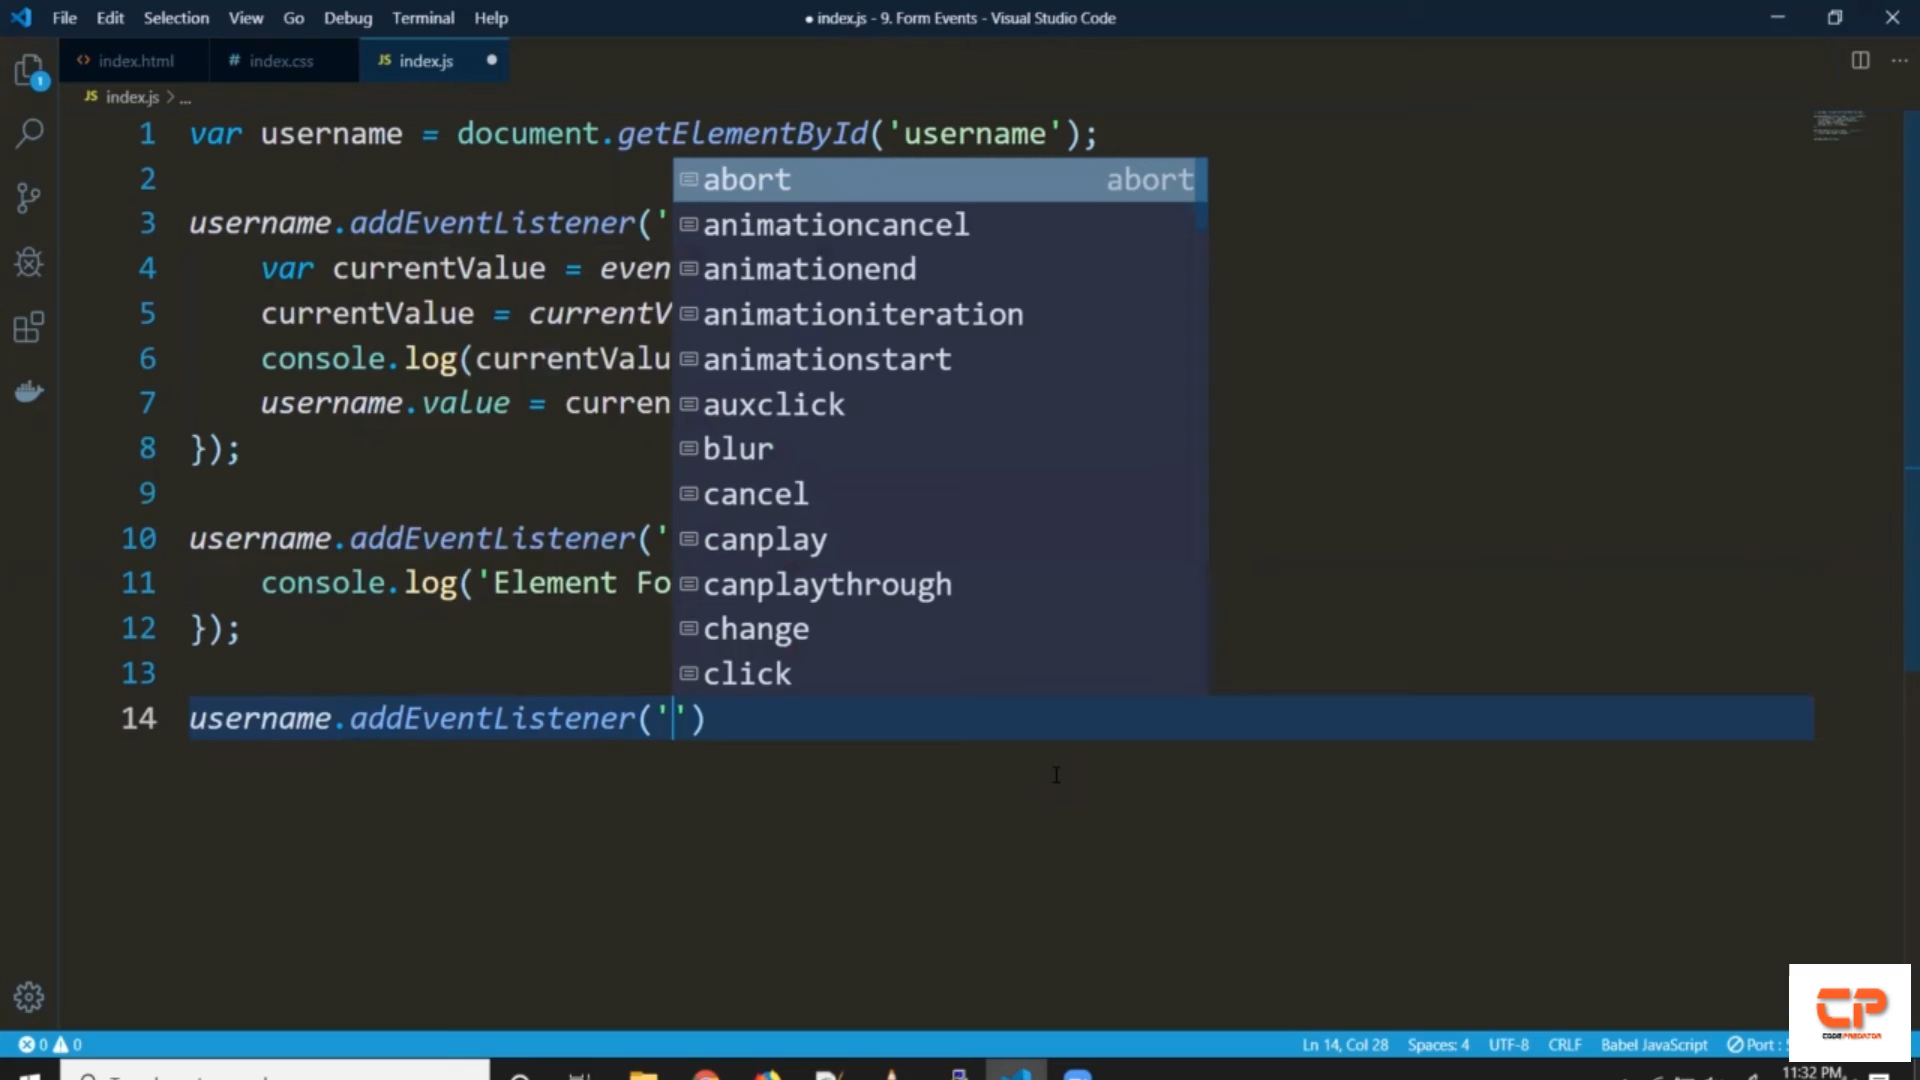 File Edit Selection View Go Debug Terminal Help
● index.js - 9. Form Events - Visual Studio Code
<> index.html # index.css JS index.js ●
JS index.js > ...
1 var username = document.getElementById('username');
2 abort abort
3 username.addEventListener(' animationcancel
4 var currentValue = even animationend
5 currentValue = currentV animationiteration
6 console.log(currentValu animationstart
7 username.value = curren auxclick
8 }); blur
9 cancel
10 username.addEventListener(' canplay
11 console.log('Element Fo canplaythrough
12 }); change
13 click
14 username.addEventListener('')
1
CP
CODEPREDATOR
0 0 Ln 14, Col 28 Spaces: 4 UTF-8 CRLF Babel JavaScript Port :
11:32 PM